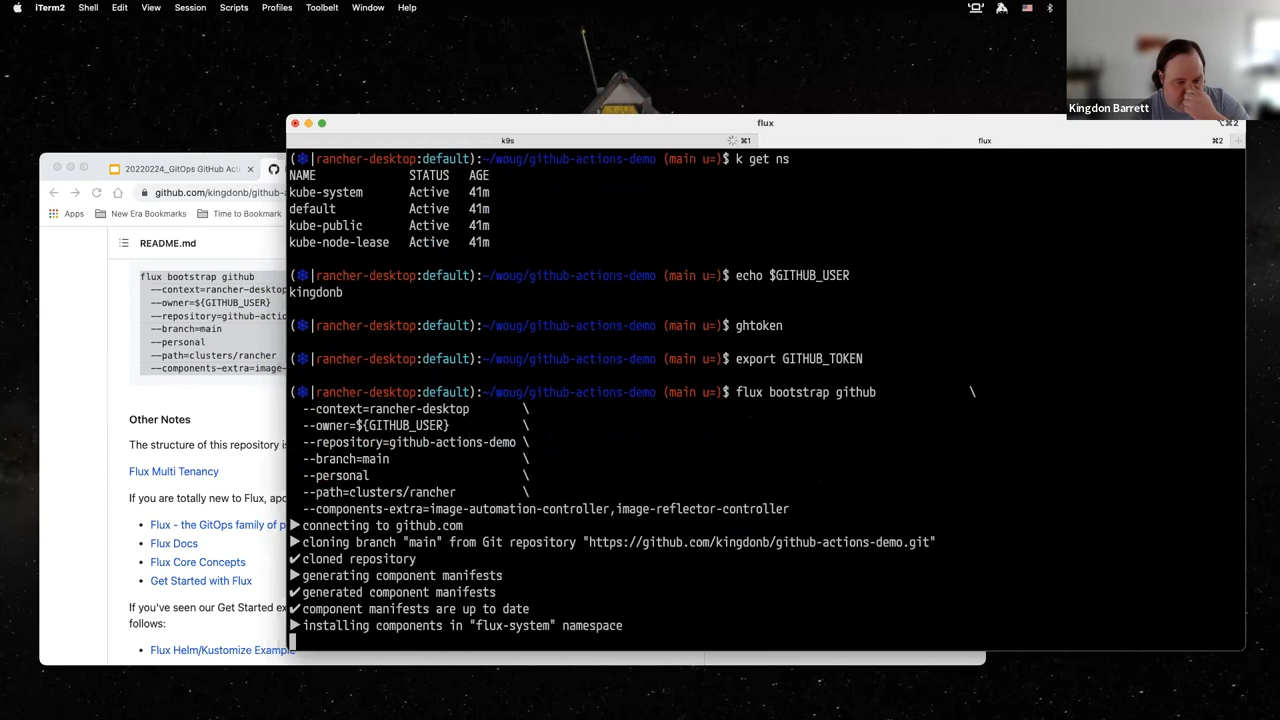 iTerm2 Shell Edit View Session Scripts Profiles Toolbelt Window Help
Kingdon Barrett
flux
⌥⌘2
k9s ⌘1 flux ⌘2
20220224_GitOps GitHub Act
github.com/kingdonb/github-
Apps New Era Bookmarks Time to Bookmark
README.md
flux bootstrap github
--context=rancher-desktop
--owner=${GITHUB_USER}
--repository=github-action
--branch=main
--personal
--path=clusters/rancher
--components-extra=image-
Other Notes
The structure of this repository is
Flux Multi Tenancy
If you are totally new to Flux, apo
Flux - the GitOps family of p
Flux Docs
Flux Core Concepts
Get Started with Flux
If you've seen our Get Started ex
follows:
Flux Helm/Kustomize Example
(❄|rancher-desktop:default):~/woug/github-actions-demo (main u=)$ k get ns
NAME STATUS AGE
kube-system Active 41m
default Active 41m
kube-public Active 41m
kube-node-lease Active 41m
(❄|rancher-desktop:default):~/woug/github-actions-demo (main u=)$ echo $GITHUB_USER
kingdonb
(❄|rancher-desktop:default):~/woug/github-actions-demo (main u=)$ ghtoken
(❄|rancher-desktop:default):~/woug/github-actions-demo (main u=)$ export GITHUB_TOKEN
(❄|rancher-desktop:default):~/woug/github-actions-demo (main u=)$ flux bootstrap github \
--context=rancher-desktop \
--owner=${GITHUB_USER} \
--repository=github-actions-demo \
--branch=main \
--personal \
--path=clusters/rancher \
--components-extra=image-automation-controller,image-reflector-controller
► connecting to github.com
► cloning branch "main" from Git repository "https://github.com/kingdonb/github-actions-demo.git"
✔ cloned repository
► generating component manifests
✔ generated component manifests
✔ component manifests are up to date
► installing components in "flux-system" namespace